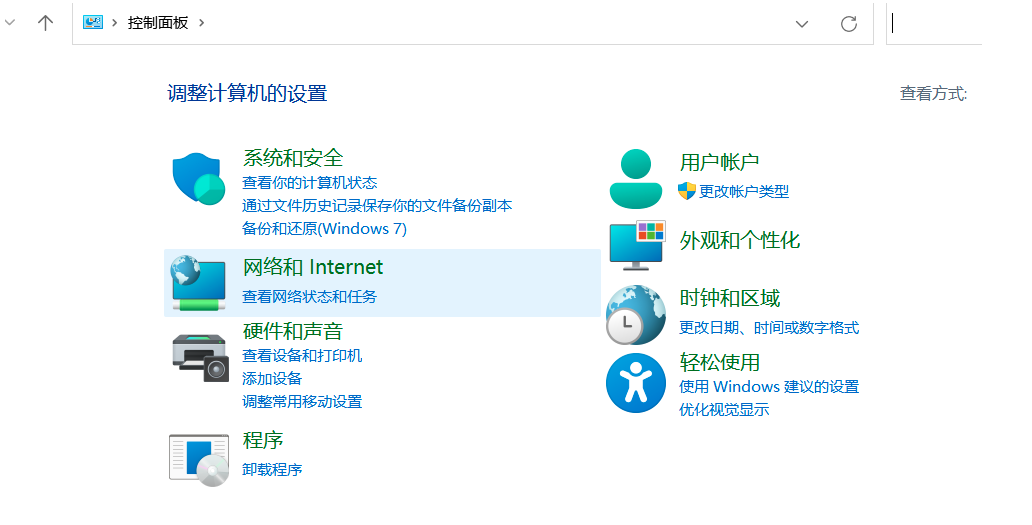 控制面板
调整计算机的设置
查看方式:
系统和安全
查看你的计算机状态
通过文件历史记录保存你的文件备份副本
备份和还原(Windows 7)
网络和 Internet
查看网络状态和任务
硬件和声音
查看设备和打印机
添加设备
调整常用移动设置
程序
卸载程序
用户帐户
更改帐户类型
外观和个性化
时钟和区域
更改日期、时间或数字格式
轻松使用
使用 Windows 建议的设置
优化视觉显示